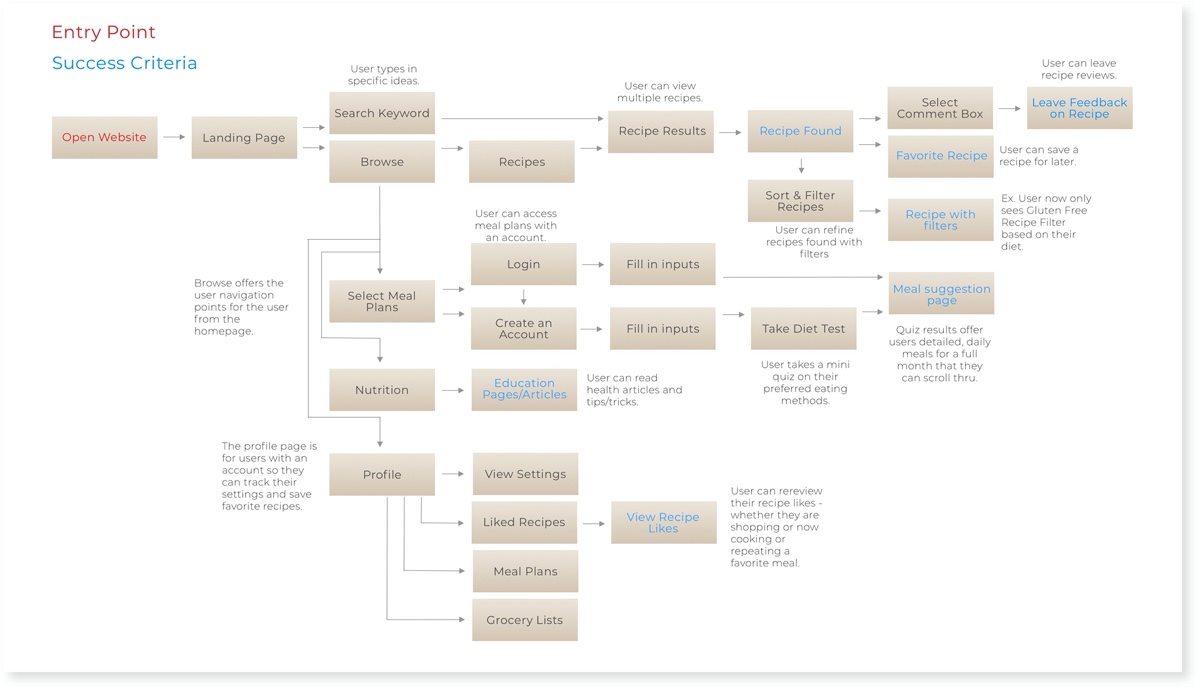 Entry Point
Success Criteria
User types in
specific ideas.
User can view
multiple recipes.
User can leave
recipe reviews.
Open Website
Landing Page
Search Keyword
Browse
Recipes
Recipe Results
Recipe Found
Select
Comment Box
Leave Feedback
on Recipe
Favorite Recipe
User can save a
recipe for later.
Sort & Filter
Recipes
User can refine
recipes found with
filters
Recipe with
filters
Ex. User now only
sees Gluten Free
Recipe Filter
based on their
diet.
User can access
meal plans with
an account.
Browse offers the
user navigation
points for the user
from the
homepage.
Select Meal
Plans
Login
Fill in inputs
Meal suggestion
page
Create an
Account
Fill in inputs
Take Diet Test
User takes a mini
quiz on their
preferred eating
methods.
Quiz results offer
users detailed, daily
meals for a full
month that they
can scroll thru.
Nutrition
Education
Pages/Articles
User can read
health articles and
tips/tricks.
The profile page is
for users with an
account so they
can track their
settings and save
favorite recipes.
Profile
View Settings
Liked Recipes
View Recipe
Likes
User can rereview
their recipe likes -
whether they are
shopping or now
cooking or
repeating a
favorite meal.
Meal Plans
Grocery Lists